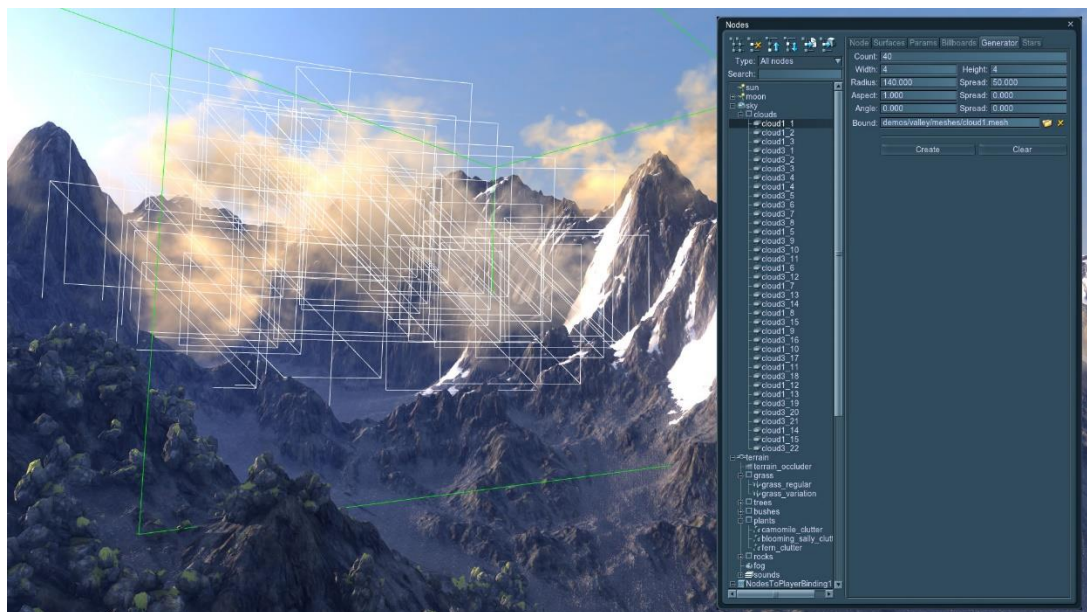 Nodes
Type: All nodes
Search:
sun
moon
sky
clouds
cloud1_1
cloud1_2
cloud1_3
cloud3_1
cloud3_2
cloud3_3
cloud3_4
cloud1_4
cloud3_5
cloud3_6
cloud3_7
cloud3_8
cloud1_5
cloud3_9
cloud3_10
cloud3_11
cloud1_6
cloud3_12
cloud1_7
cloud3_13
cloud3_14
cloud1_8
cloud3_15
cloud1_9
cloud3_16
cloud1_10
cloud3_17
cloud1_11
cloud3_18
cloud1_12
cloud1_13
cloud3_19
cloud3_20
cloud3_21
cloud1_14
cloud1_15
cloud3_22
terrain
terrain_occluder
grass
grass_regular
grass_variation
trees
bushes
plants
camomile_clutter
blooming_sally_clutt
fern_clutter
rocks
fog
sounds
NodesToPlayerBinding1
Node Surfaces Params Billboards Generator Stars
Count: 40
Width: 4 Height: 4
Radius: 140.000 Spread: 50.000
Aspect: 1.000 Spread: 0.000
Angle: 0.000 Spread: 0.000
Bound: demos/valley/meshes/cloud1.mesh
Create Clear